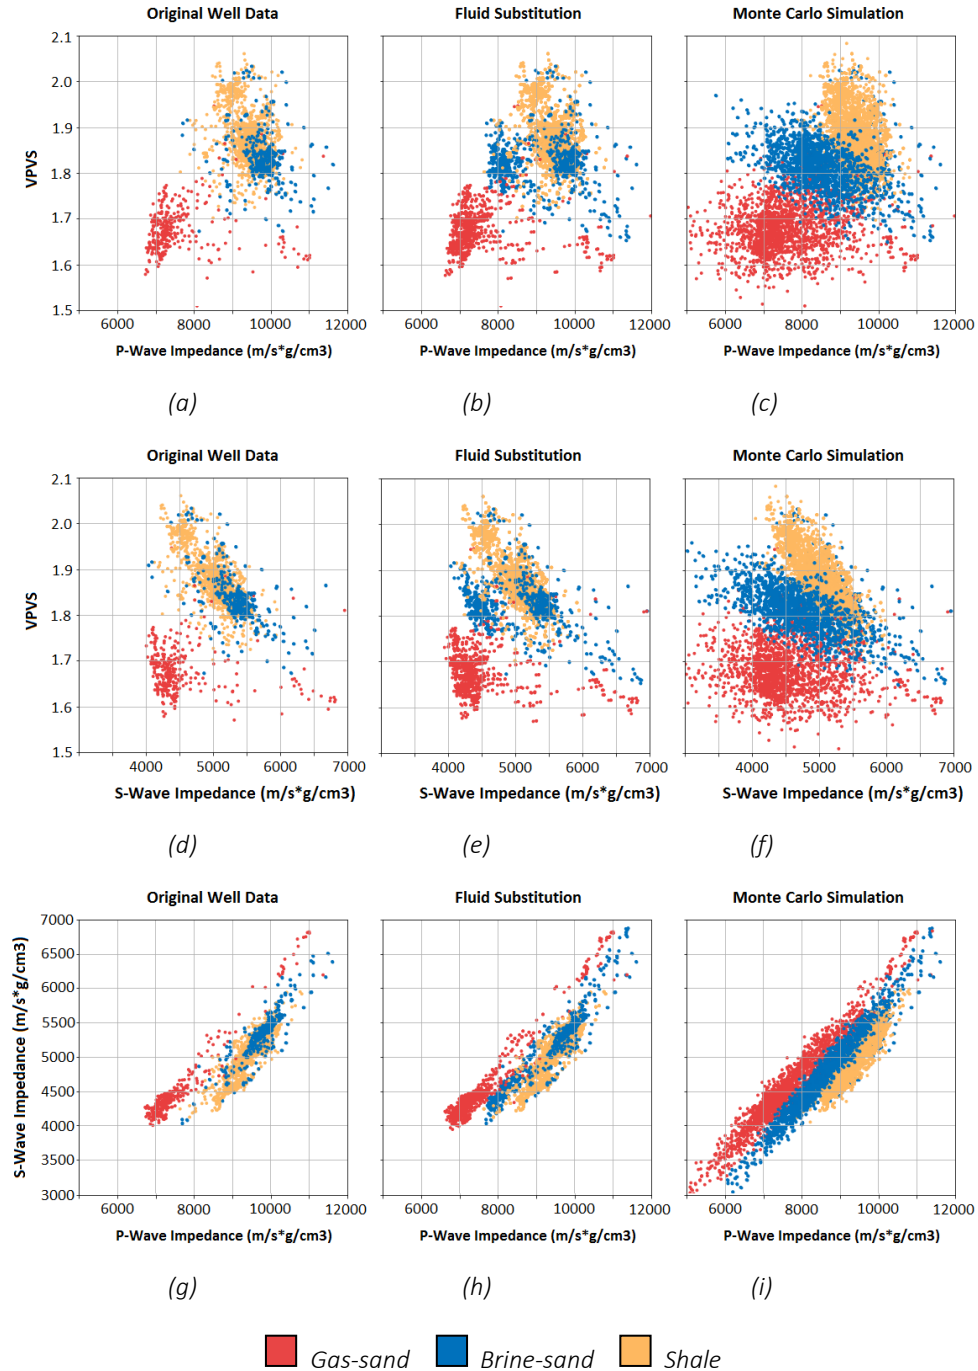 Original Well Data Fluid Substitution Monte Carlo Simulation
2.1
2.0
1.9
VPVS
1.8
1.7
1.6
1.5
6000 8000 10000 12000 6000 8000 10000 12000 6000 8000 10000 12000
P-Wave Impedance (m/s*g/cm3) P-Wave Impedance (m/s*g/cm3) P-Wave Impedance (m/s*g/cm3)
(a) (b) (c)
Original Well Data Fluid Substitution Monte Carlo Simulation
2.1
2.0
1.9
VPVS
1.8
1.7
1.6
1.5
4000 5000 6000 7000 4000 5000 6000 7000 4000 5000 6000 7000
S-Wave Impedance (m/s*g/cm3) S-Wave Impedance (m/s*g/cm3) S-Wave Impedance (m/s*g/cm3)
(d) (e) (f)
Original Well Data Fluid Substitution Monte Carlo Simulation
7000
6500
6000
5500
S-Wave Impedance (m/s*g/cm3)
5000
4500
4000
3500
3000
6000 8000 10000 12000 6000 8000 10000 12000 6000 8000 10000 12000
P-Wave Impedance (m/s*g/cm3) P-Wave Impedance (m/s*g/cm3) P-Wave Impedance (m/s*g/cm3)
(g) (h) (i)
Gas-sand Brine-sand Shale